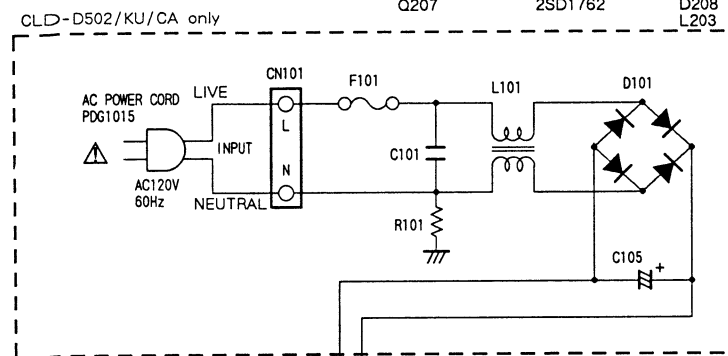 Q207 2SD1762 D208
L203
CLD-D502/KU/CA only
CN101
F101
L101
D101
AC POWER CORD
PDG1015
LIVE
L
INPUT
N
C101
AC120V
60Hz
NEUTRAL
R101
C105
+